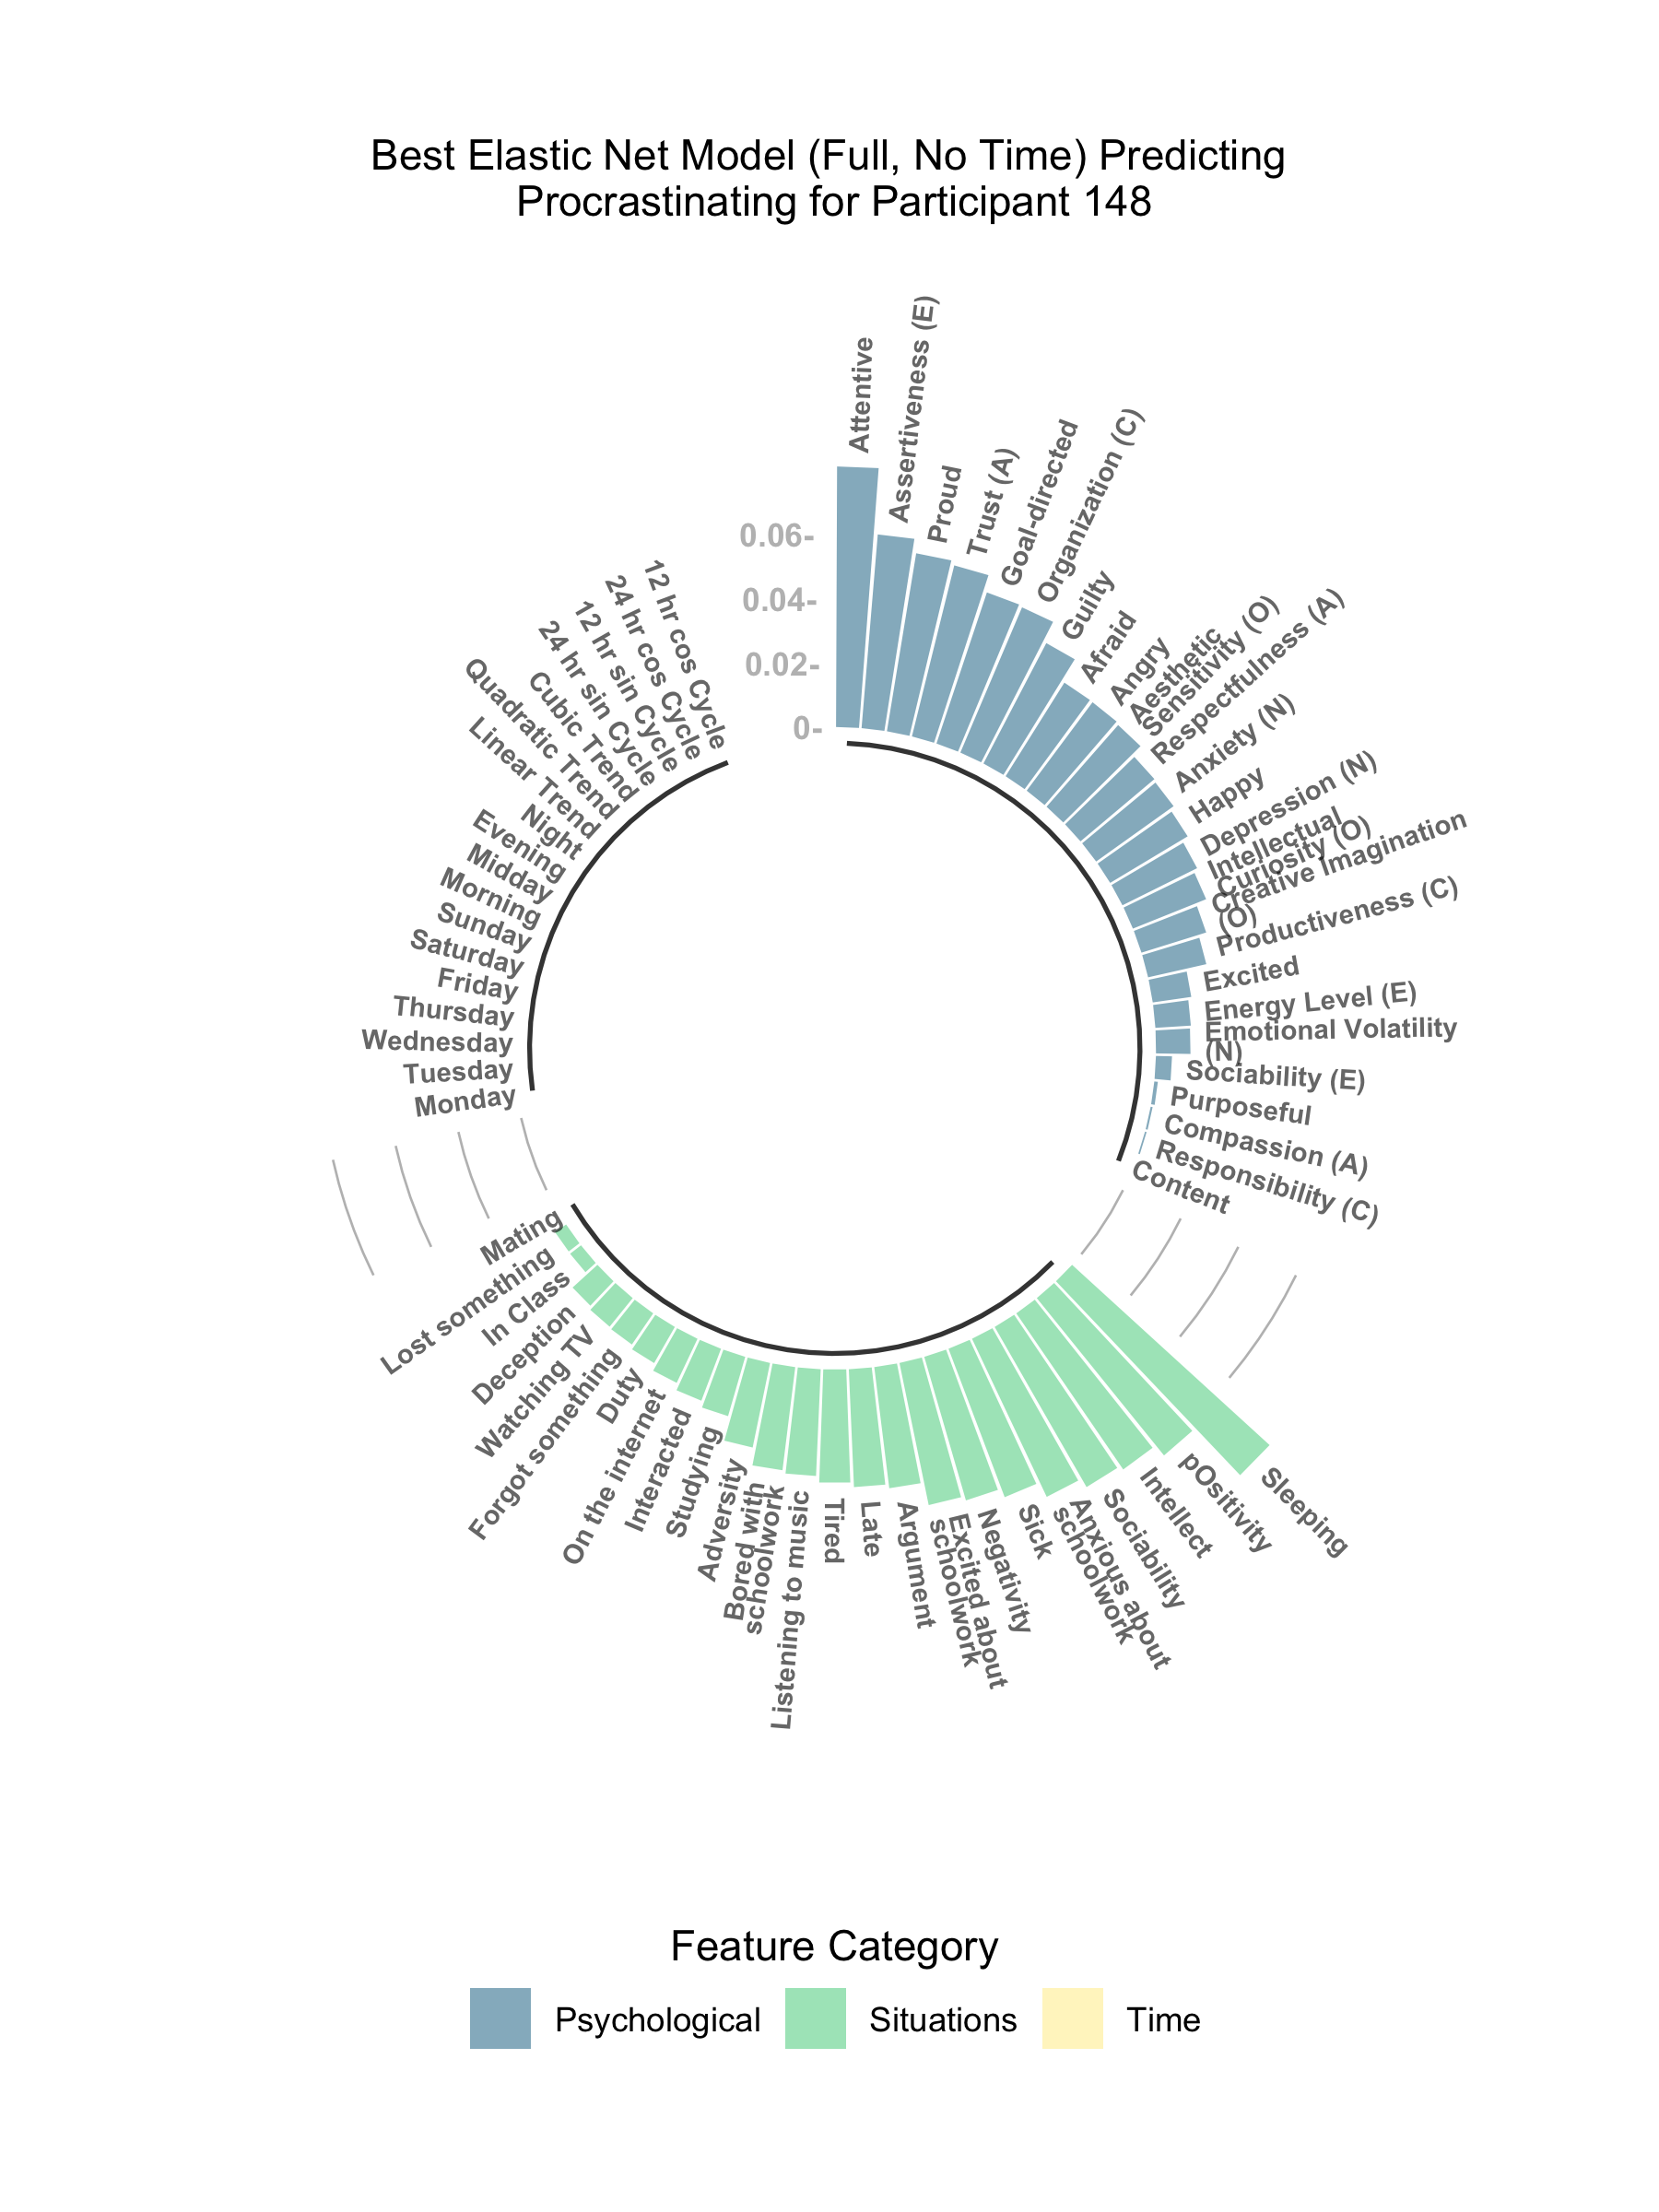 Best Elastic Net Model (Full, No Time) Predicting
Procrastinating for Participant 148
0.06-
0.04-
0.02-
0-
Attentive
Assertiveness (E)
Proud
Trust (A)
Goal-directed
Organization (C)
Guilty
Afraid
Angry
Aesthetic
Sensitivity (O)
Respectfulness (A)
Anxiety (N)
Happy
Depression (N)
Intellectual
Curiosity (O)
Creative Imagination
(O)
Productiveness (C)
Excited
Energy Level (E)
Emotional Volatility
(N)
Sociability (E)
Purposeful
Compassion (A)
Responsibility (C)
Content
Sleeping
pOsitivity
Intellect
Sociability
Anxious about
schoolwork
Sick
Negativity
Excited about
schoolwork
Argument
Late
Tired
Listening to music
Bored with
schoolwork
Adversity
Studying
Interacted
On the internet
Duty
Forgot something
Watching TV
Deception
In Class
Lost something
Mating
Monday
Tuesday
Wednesday
Thursday
Friday
Saturday
Sunday
Morning
Midday
Evening
Night
Linear Trend
Quadratic Trend
Cubic Trend
24 hr sin Cycle
12 hr sin Cycle
24 hr cos Cycle
12 hr cos Cycle
Feature Category
Psychological
Situations
Time